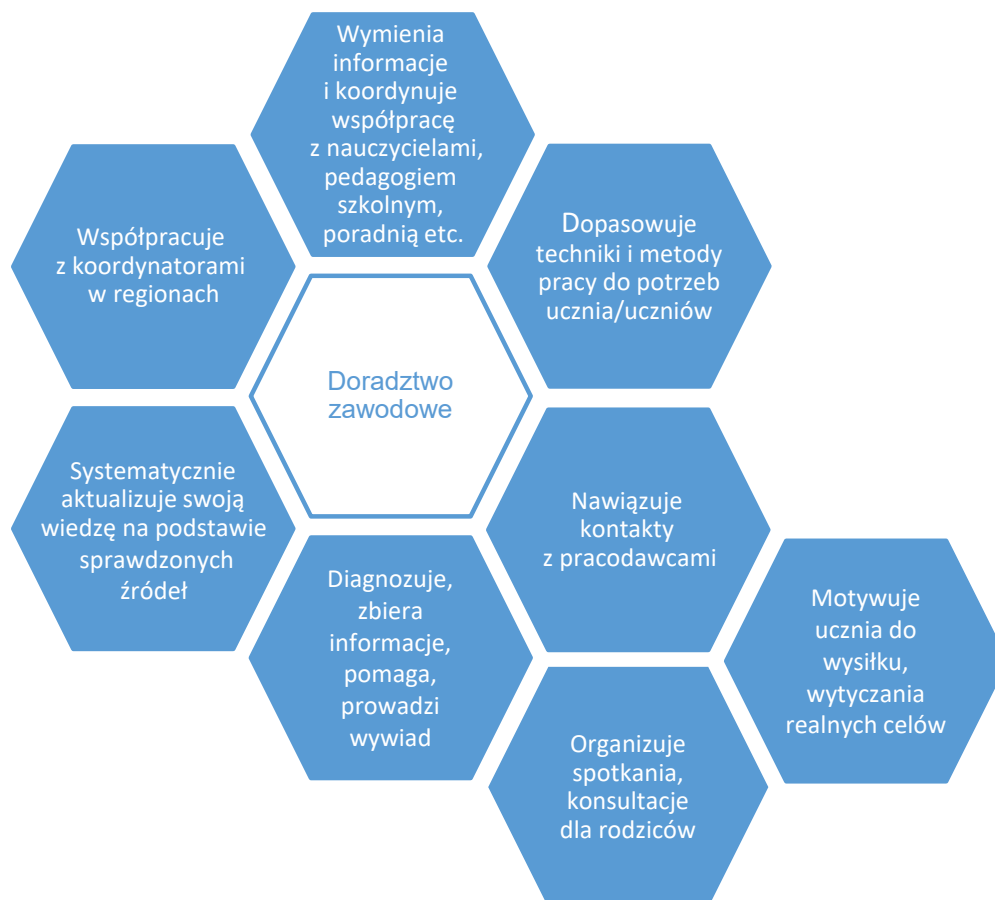 Wymienia
informacje
i koordynuje
współpracę
z nauczycielami,
pedagogiem
szkolnym,
poradnią etc.
Współpracuje
z koordynatorami
w regionach
Dopasowuje
techniki i metody
pracy do potrzeb
ucznia/uczniów
Doradztwo
zawodowe
Systematycznie
aktualizuje swoją
wiedzę na podstawie
sprawdzonych
źródeł
Nawiązuje
kontakty
z pracodawcami
Diagnozuje,
zbiera
informacje,
pomaga,
prowadzi
wywiad
Motywuje
ucznia do
wysiłku,
wytyczania
realnych celów
Organizuje
spotkania,
konsultacje
dla rodziców